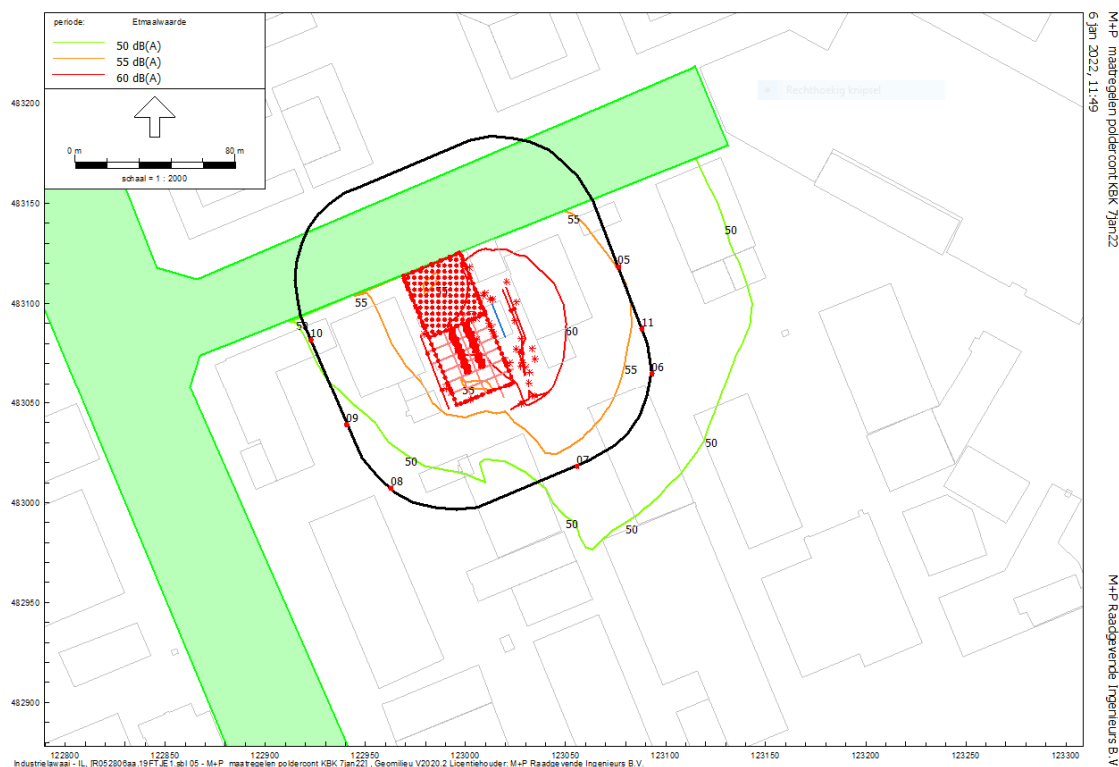 periode: Etmaalwaarde
50 dB(A)
55 dB(A)
60 dB(A)
0 m 80 m
schaal = 1 : 2000
M+P maatregelen poldercont KBK 7jan22
6 jan 2022, 11:49
M+P Raadgevende Ingenieurs B.V.
Rechthoekig knipsel
483200
483150
483100
483050
483000
482950
482900
55
50
05
55
50
10
11
60
55
06
55
09
50
50
07
08
50
50
122800 122850 122900 122950 123000 123050 123100 123150 123200 123250 123300
Industrielawaai - IL, [R052806aa.19FTJE1.sbl 05 - M+P maatregelen poldercont KBK 7jan22] , Geomilieu V2020.2 Licentiehouder: M+P Raadgevende Ingenieurs B.V.